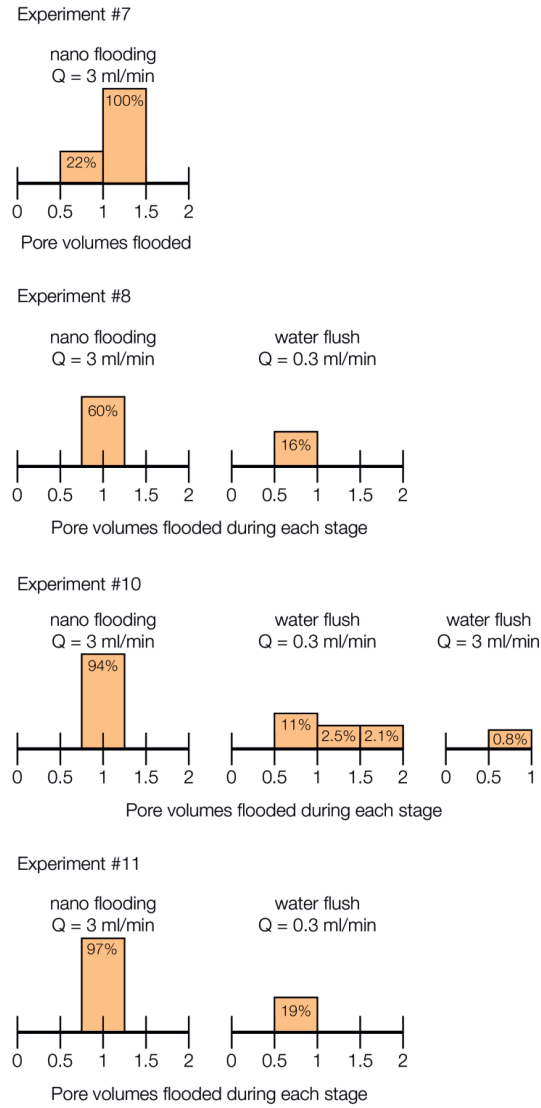 Experiment #7
nano flooding
Q = 3 ml/min
100%
22%
0 0.5 1 1.5 2
Pore volumes flooded
Experiment #8
nano flooding water flush
Q = 3 ml/min Q = 0.3 ml/min
60%
16%
0 0.5 1 1.5 2 0 0.5 1 1.5 2
Pore volumes flooded during each stage
Experiment #10
nano flooding water flush water flush
Q = 3 ml/min Q = 0.3 ml/min Q = 3 ml/min
94%
11% 2.5% 2.1% 0.8%
0 0.5 1 1.5 2 0 0.5 1 1.5 2 0 0.5 1
Pore volumes flooded during each stage
Experiment #11
nano flooding water flush
Q = 3 ml/min Q = 0.3 ml/min
97%
19%
0 0.5 1 1.5 2 0 0.5 1 1.5 2
Pore volumes flooded during each stage